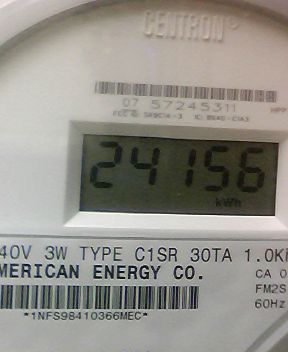 CENTRON®
07 57245311
24156
kWh
40V 3W TYPE C1SR 30TA 1.0K
MERICAN ENERGY CO.
CA 0
FM2S
60Hz
*1NFS98410366MEC*